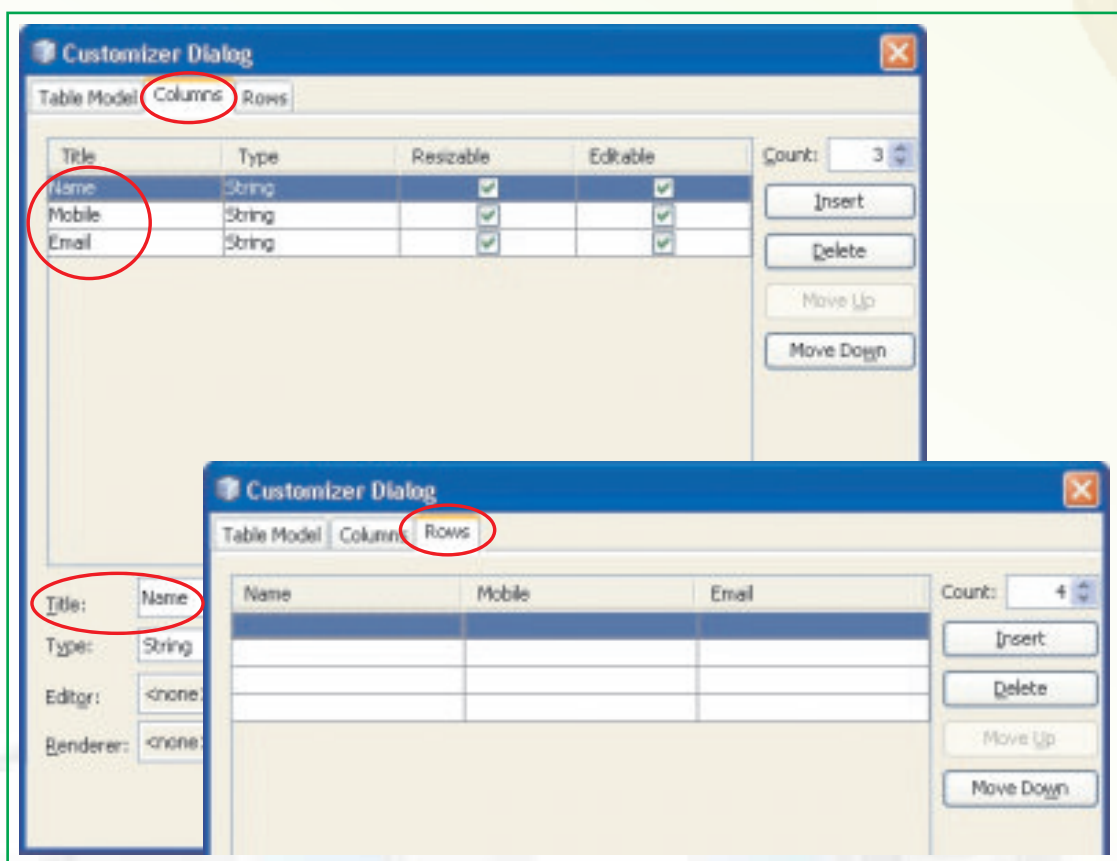 Customizer Dialog
Table Model Columns Rows
Title Type Resizable Editable Count: 3
Name String
Mobile String
Email String
Insert
Delete
Move Up
Move Down
Title: Name
Type: String
Editor: <none>
Renderer: <none>
Customizer Dialog
Table Model Columns Rows
Name Mobile Email Count: 4
Insert
Delete
Move Up
Move Down